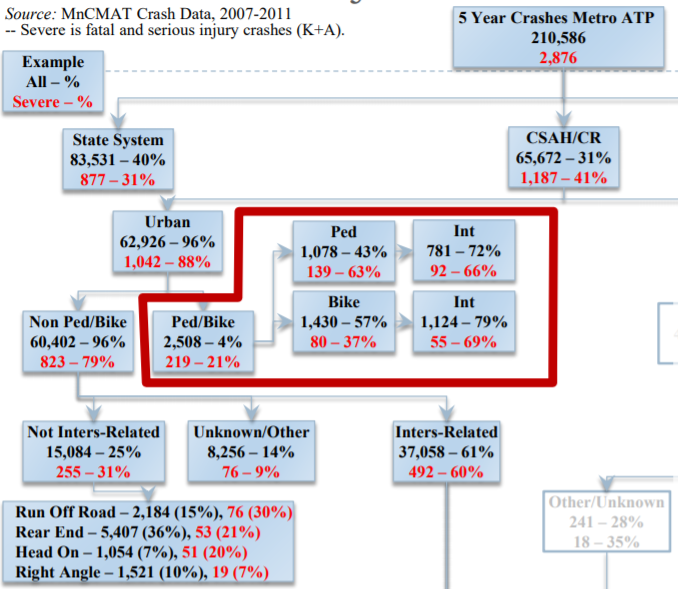 Source: MnCMAT Crash Data, 2007-2011
-- Severe is fatal and serious injury crashes (K+A).
5 Year Crashes Metro ATP
210,586
2,876
Example
All – %
Severe – %
State System
83,531 – 40%
877 – 31%
CSAH/CR
65,672 – 31%
1,187 – 41%
Urban
62,926 – 96%
1,042 – 88%
Ped
1,078 – 43%
139 – 63%
Int
781 – 72%
92 – 66%
Non Ped/Bike
60,402 – 96%
823 – 79%
Ped/Bike
2,508 – 4%
219 – 21%
Bike
1,430 – 57%
80 – 37%
Int
1,124 – 79%
55 – 69%
Not Inters-Related
15,084 – 25%
255 – 31%
Unknown/Other
8,256 – 14%
76 – 9%
Inters-Related
37,058 – 61%
492 – 60%
Run Off Road – 2,184 (15%), 76 (30%)
Rear End – 5,407 (36%), 53 (21%)
Head On – 1,054 (7%), 51 (20%)
Right Angle – 1,521 (10%), 19 (7%)
Other/Unknown
241 – 28%
18 – 35%